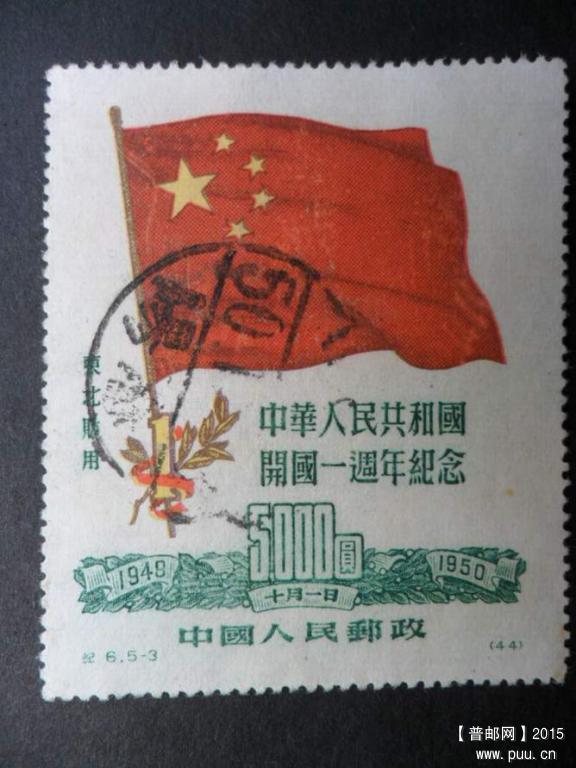 東北貼用
中華人民共和國
開國一週年紀念
5000圓
1949
1950
十月一日
中國人民郵政
紀 6.5-3
(44)
50
【普邮网】2015
www.puu.cn